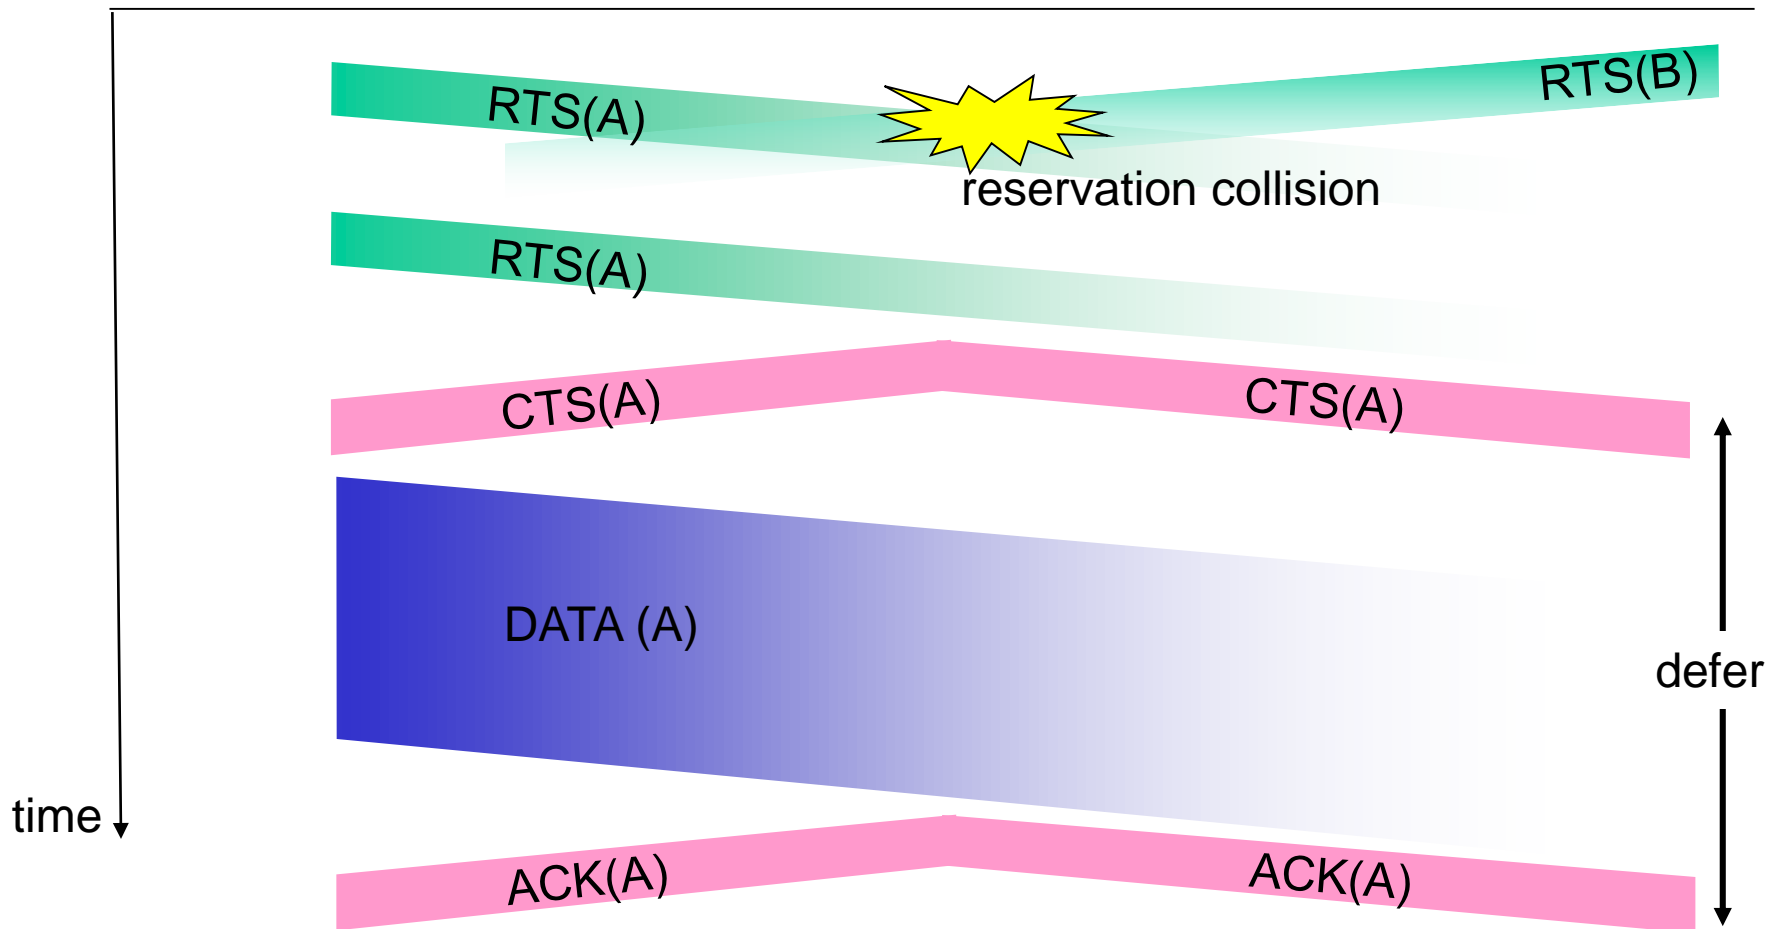 RTS(A)
RTS(B)
reservation collision
RTS(A)
CTS(A)
CTS(A)
DATA (A)
defer
time
ACK(A)
ACK(A)